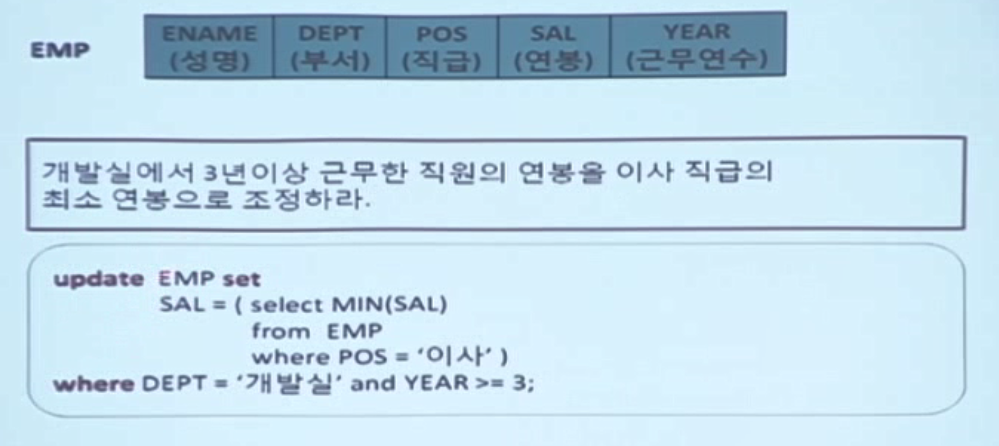 EMP
ENAME DEPT POS SAL YEAR
(성명) (부서) (직급) (연봉) (근무연수)
개발실에서 3년이상 근무한 직원의 연봉을 이사 직급의
최소 연봉으로 조정하라.
update EMP set
SAL = ( select MIN(SAL)
from EMP
where POS = ‘이사’ )
where DEPT = ‘개발실’ and YEAR >= 3;